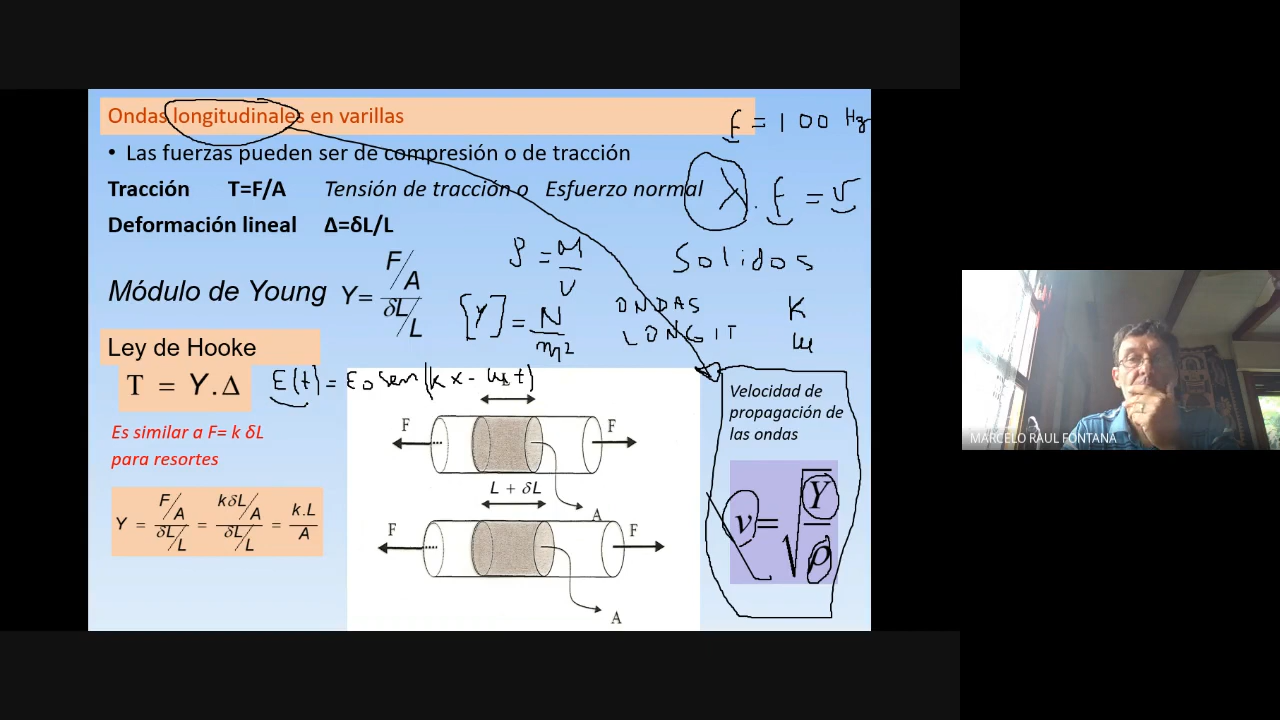 Ondas longitudinales en varillas
f = 100 Hz
• Las fuerzas pueden ser de compresión o de tracción
Tracción T=F/A Tensión de tracción o Esfuerzo normal
λ . f = v
Deformación lineal Δ=δL/L
ρ = M / V
Solidos
Módulo de Young Y= F/A / δL/L
[Y] = N / m²
ONDAS
LONGIT
K
w
Ley de Hooke
T = Y.Δ
E(t) = E0 sen(kx - wt)
Es similar a F= k δL
para resortes
Y = F/A / δL/L = kδL/A / δL/L = k.L / A
F F
L + δL
A
F F
A
Velocidad de
propagación de
las ondas
v = √Y/ρ
MARCELO RAUL FONTANA